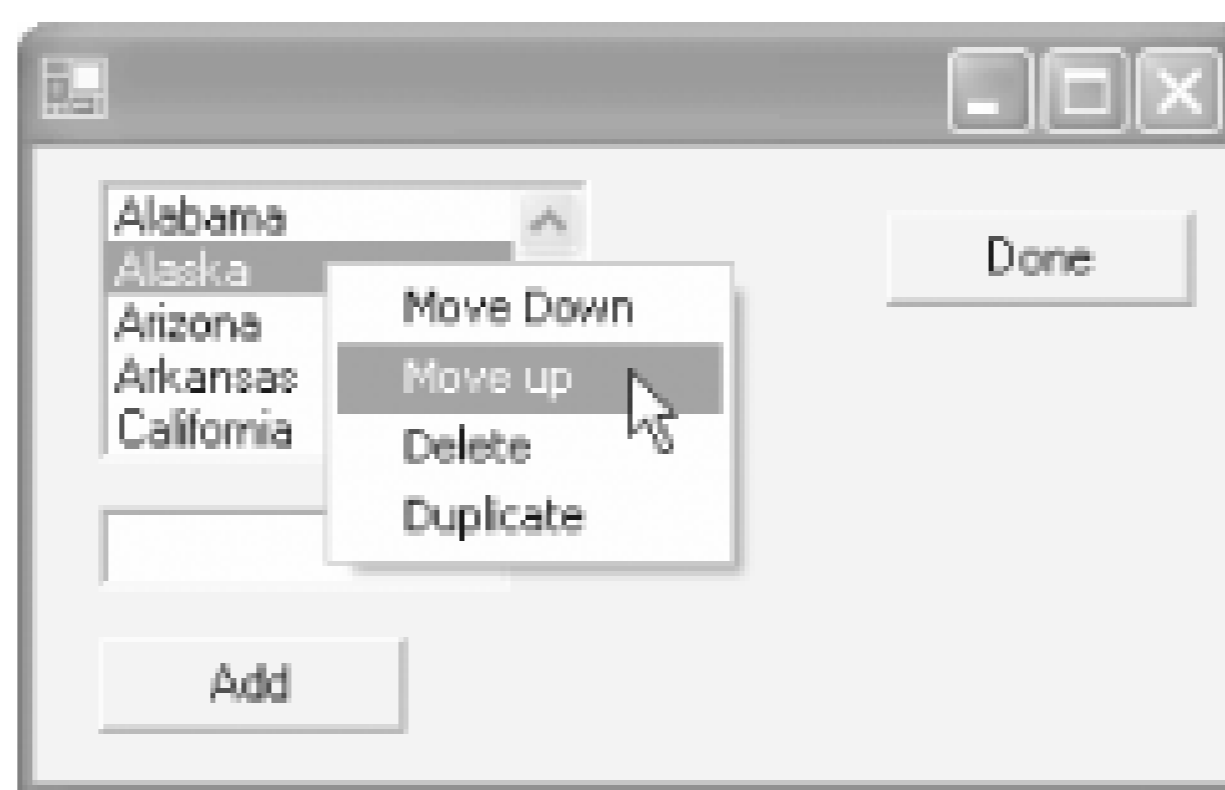 Alabama
Alaska
Arizona
Arkansas
California
Move Down
Move up
Delete
Duplicate
Done
Add